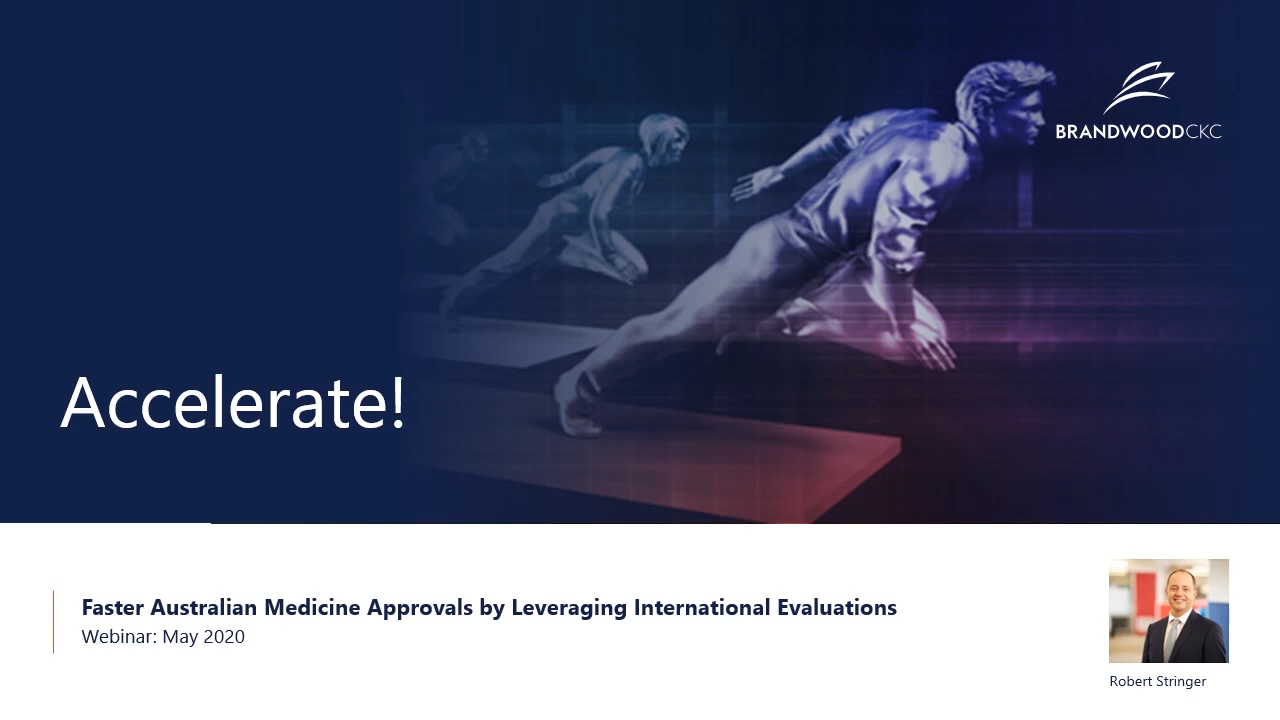 BRANDWOODCKC
Accelerate!
Faster Australian Medicine Approvals by Leveraging International Evaluations
Webinar: May 2020
Robert Stringer